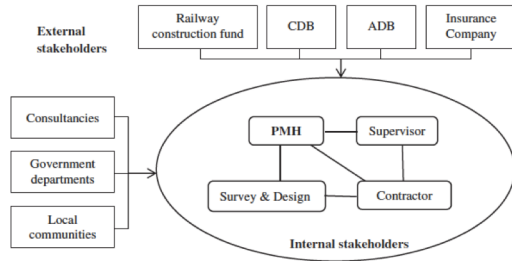 External
stakeholders
Railway
construction fund
CDB
ADB
Insurance
Company
Consultancies
Government
departments
Local
communities
PMH
Supervisor
Survey & Design
Contractor
Internal stakeholders